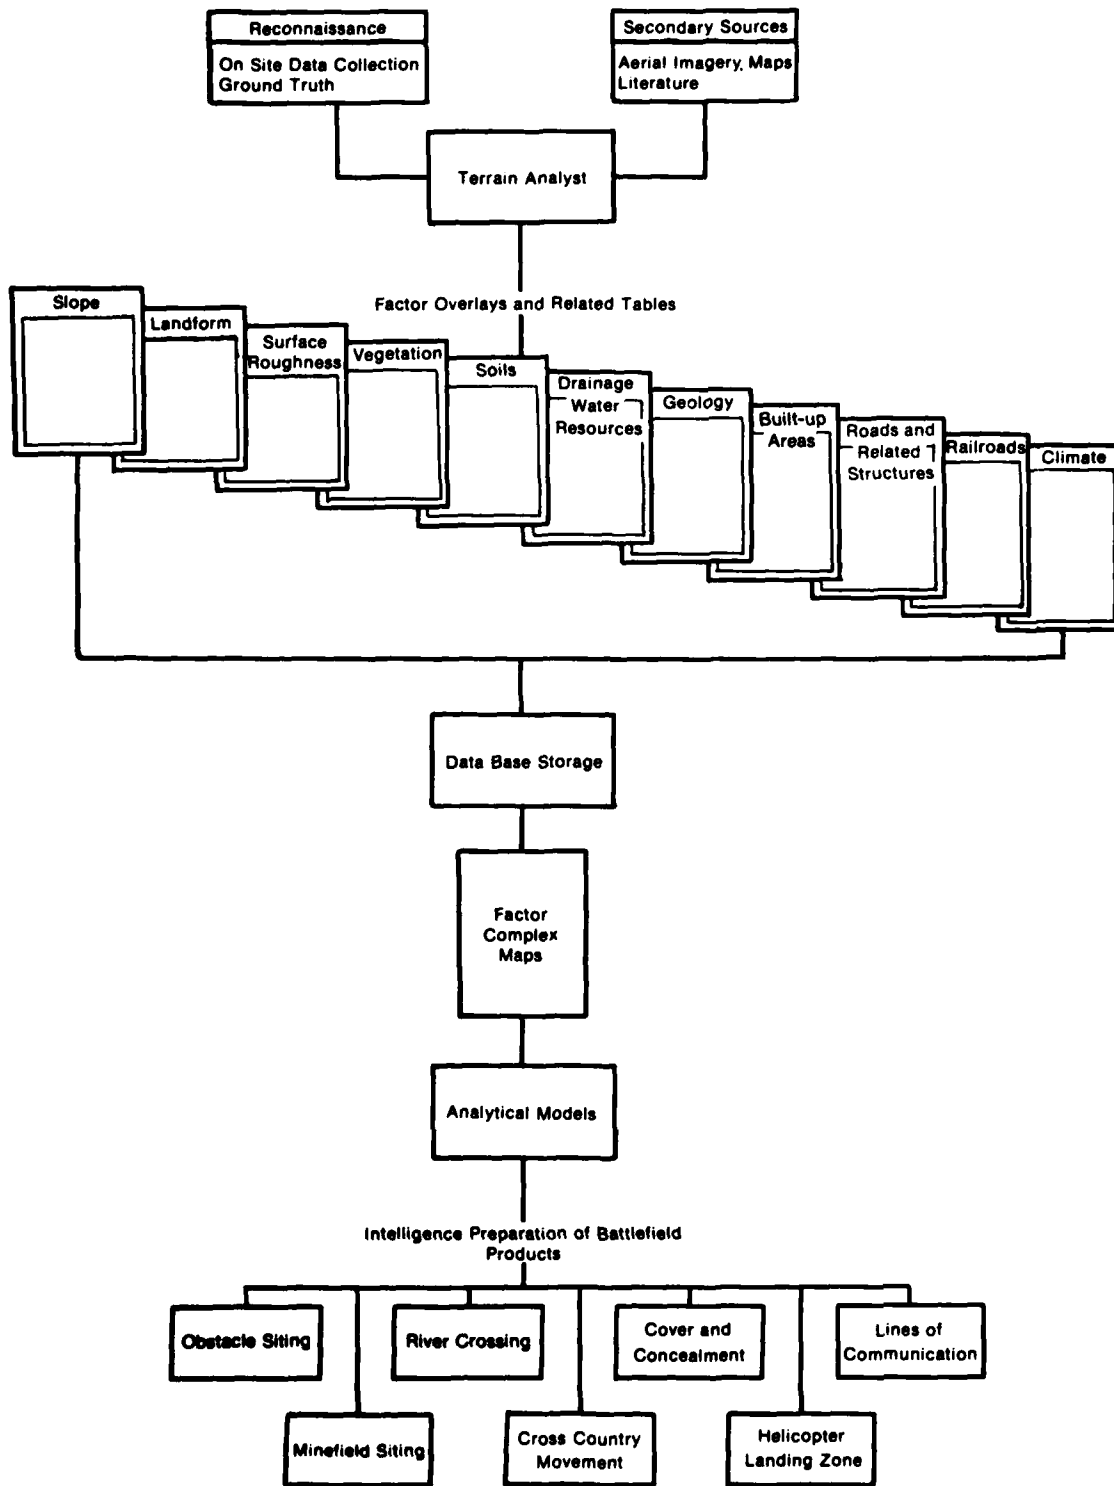 Reconnaissance
On Site Data Collection
Ground Truth
Secondary Sources
Aerial Imagery, Maps
Literature
Terrain Analyst
Factor Overlays and Related Tables
Slope
Landform
Surface
Roughness
Vegetation
Soils
Drainage
Water
Resources
Geology
Built-up
Areas
Roads and
Related
Structures
Railroads
Climate
Data Base Storage
Factor
Complex
Maps
Analytical Models
Intelligence Preparation of Battlefield
Products
Obstacle Siting
River Crossing
Cover and
Concealment
Lines of
Communication
Minefield Siting
Cross Country
Movement
Helicopter
Landing Zone